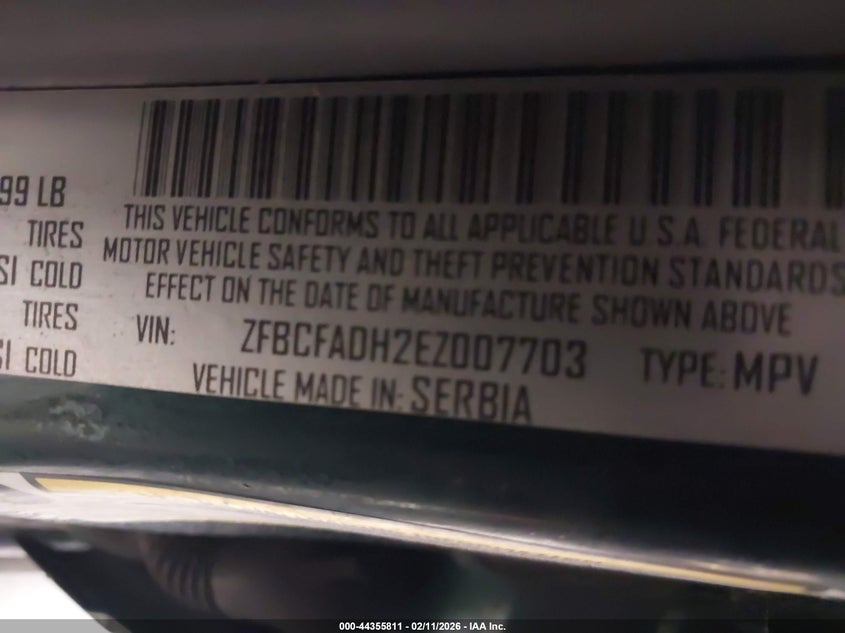 99 LB
TIRES
SI COLD
TIRES
SI COLD
THIS VEHICLE CONFORMS TO ALL APPLICABLE U.S.A. FEDERAL
MOTOR VEHICLE SAFETY AND THEFT PREVENTION STANDARDS
EFFECT ON THE DATE OF MANUFACTURE SHOWN ABOVE
VIN: ZFBCFADH2EZ007703 TYPE: MPV
VEHICLE MADE IN: SERBIA
000-44355811 - 02/11/2026 - IAA Inc.